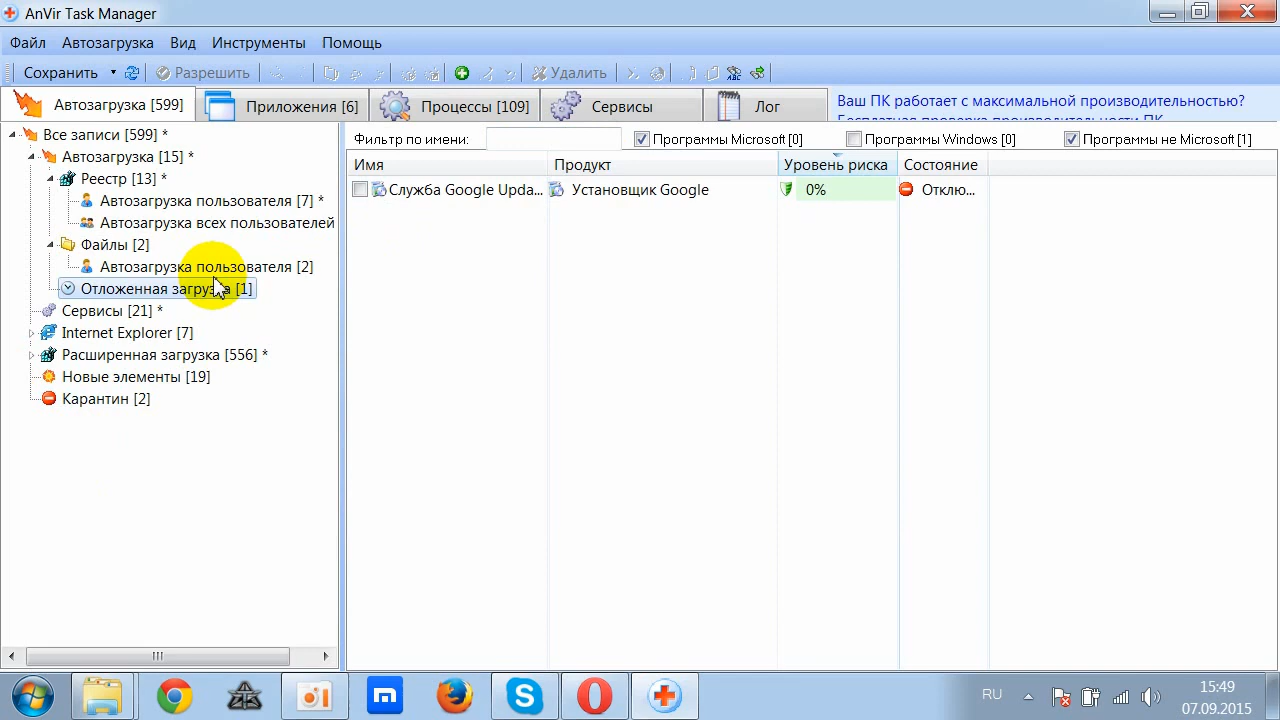 AnVir Task Manager
Файл Автозагрузка Вид Инструменты Помощь
Сохранить Разрешить Удалить
Автозагрузка [599] Приложения [6] Процессы [109] Сервисы Лог
Ваш ПК работает с максимальной производительностью?
Бесплатная проверка производительности ПК
Все записи [599] *
Автозагрузка [15] *
Реестр [13] *
Автозагрузка пользователя [7] *
Автозагрузка всех пользователей
Файлы [2]
Автозагрузка пользователя [2]
Отложенная загрузка [1]
Сервисы [21] *
Internet Explorer [7]
Расширенная загрузка [556] *
Новые элементы [19]
Карантин [2]
Фильтр по имени: Программы Microsoft [0] Программы Windows [0] Программы не Microsoft [1]
Имя Продукт Уровень риска Состояние
Служба Google Upda... Установщик Google 0% Отклю...
RU
15:49
07.09.2015